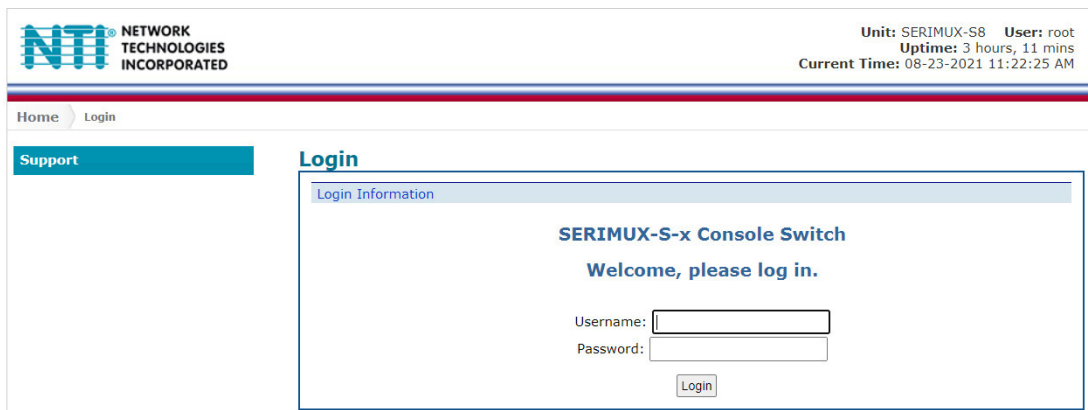 NTI® NETWORK
TECHNOLOGIES
INCORPORATED
Unit: SERIMUX-S8 User: root
Uptime: 3 hours, 11 mins
Current Time: 08-23-2021 11:22:25 AM
Home Login
Support
Login
Login Information
SERIMUX-S-x Console Switch
Welcome, please log in.
Username:
Password:
Login